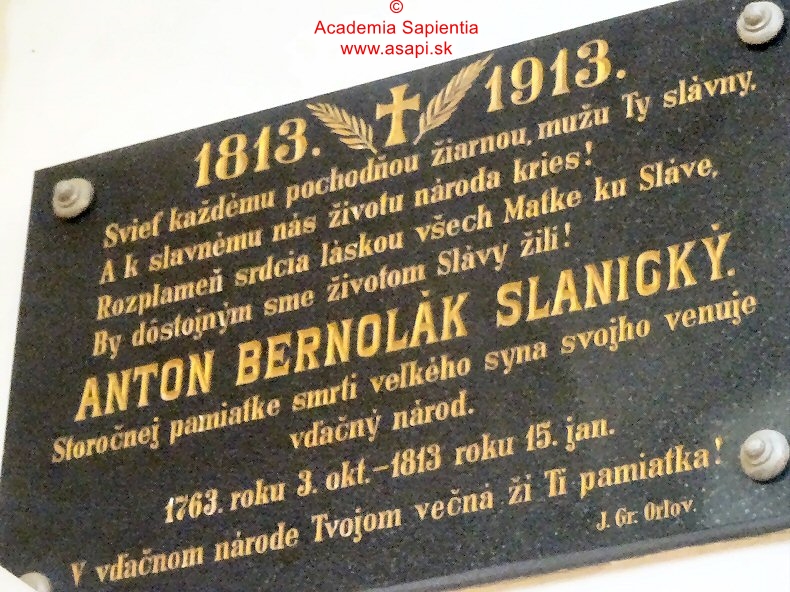 ©
Academia Sapientia
www.asapi.sk
1813. 1913.
Svieť každému pochodňou žiarnou, mužu Ty slávny,
A k slavnému nás životu národa kries!
Rozplameň srdcia láskou všech Matke ku Sláve,
By dôstojným sme životom Slávy žili!
ANTON BERNOLÁK SLANICKÝ.
Storočnej pamiatke smrti veľkého syna svojho venuje
vďačný národ.
1763. roku 3. okt.–1813 roku 15. jan.
V vďačnom národe Tvojom večná ži Ti pamiatka!
J. Gr. Orlov.